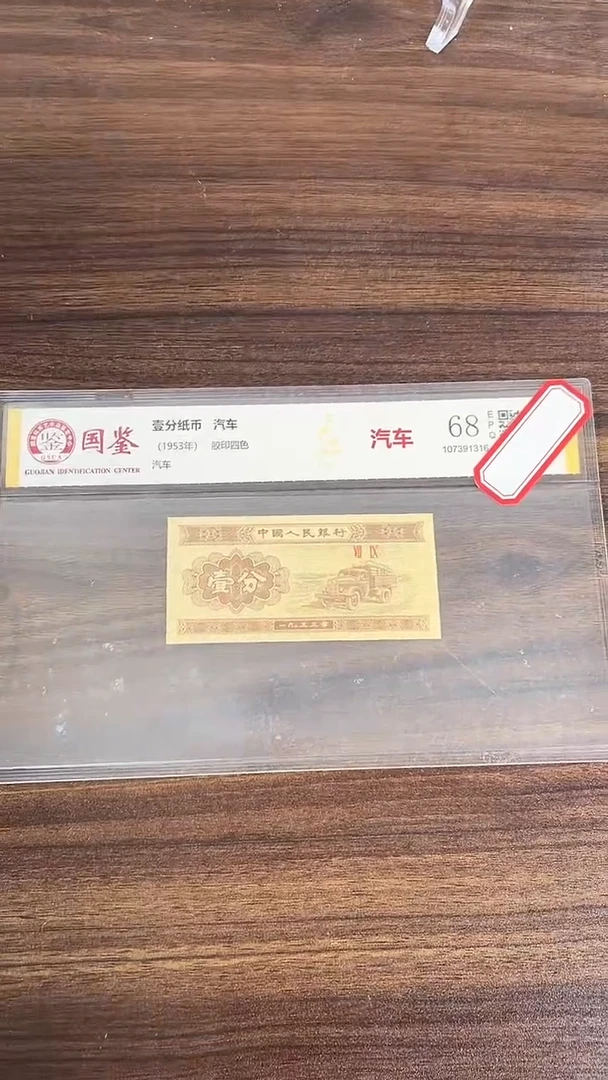 国鉴
GUOJIAN IDENTIFICATION CENTER
壹分纸币 汽车
(1953年) 胶印四色
汽车
汽车
68
EPQ
107391316
中國人民銀行
VII IX
壹分
一九五三年